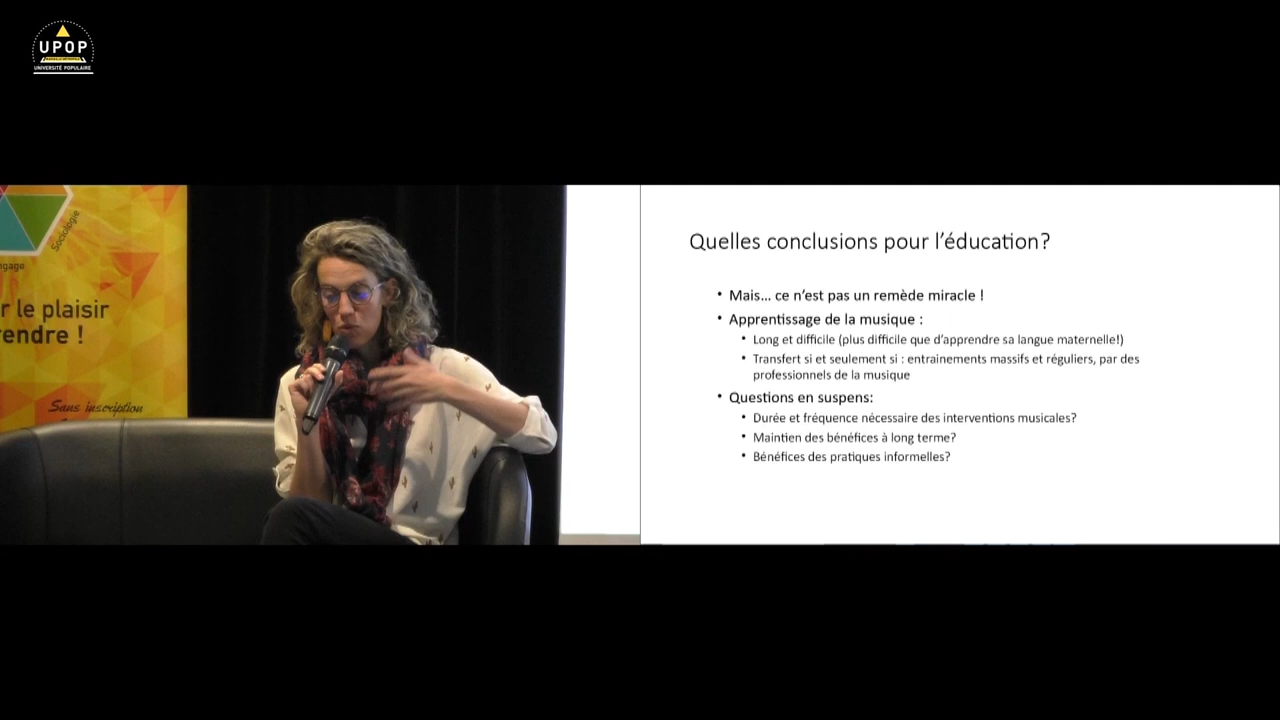 UPOP
UNIVERSITÉ POPULAIRE
Sociologie
ngage
r le plaisir
rendre !
Sans inscription
Quelles conclusions pour l'éducation?
• Mais... ce n'est pas un remède miracle !
• Apprentissage de la musique :
• Long et difficile (plus difficile que d'apprendre sa langue maternelle!)
• Transfert si et seulement si : entrainements massifs et réguliers, par des
professionnels de la musique
• Questions en suspens:
• Durée et fréquence nécessaire des interventions musicales?
• Maintien des bénéfices à long terme?
• Bénéfices des pratiques informelles?